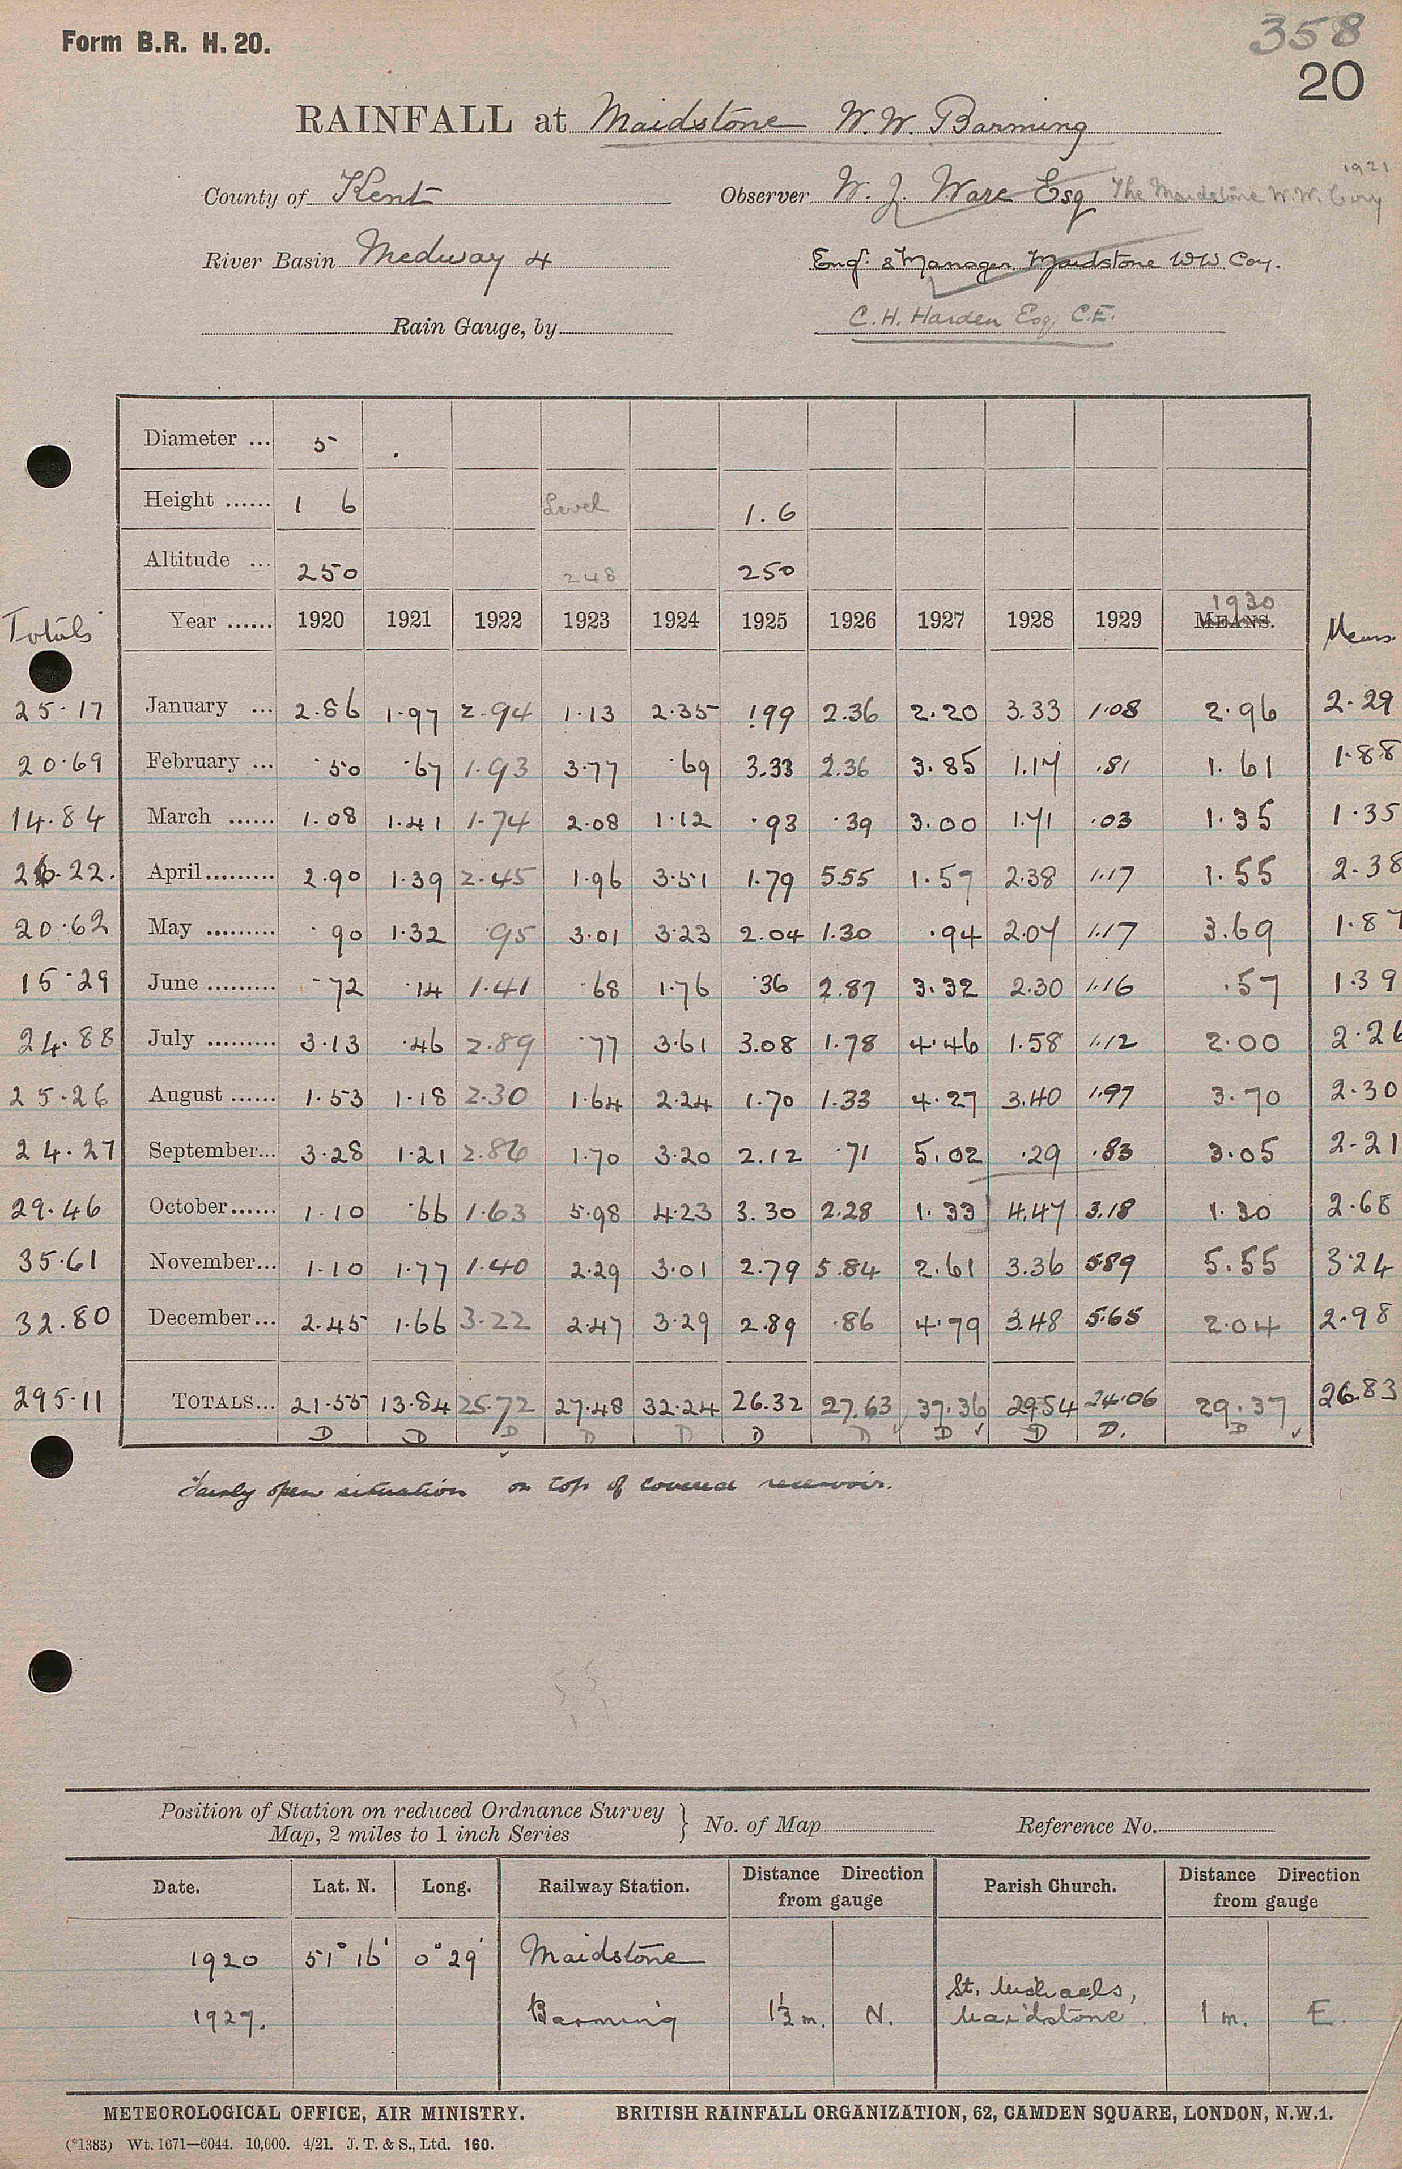 Form B.R. H. 20.
358
20
RAINFALL at Maidstone W.W. Barming
1921
County of Kent Observer W. J. Ware Esq The Maidstone W.W. Coy
River Basin Medway 4 Engr. & Manager, Maidstone WW. Coy.
Rain Gauge, by C.H. Harden Esq, C.E.
Diameter ... 5
Height ...... 1 6 Level 1.6
Altitude ... 250 248 250
1930
Totals Year ...... 1920 1921 1922 1923 1924 1925 1926 1927 1928 1929 MEANS. Means
25.17 January ... 2.86 1.97 2.94 1.13 2.35 1.99 2.36 2.20 3.33 1.08 2.96 2.29
20.69 February ... .50 .67 1.93 3.77 .69 3.33 2.36 3.85 1.17 .81 1.61 1.88
14.84 March ...... 1.08 1.41 1.74 2.08 1.12 .93 .39 3.00 1.71 .03 1.35 1.35
26.22. April ......... 2.90 1.39 2.45 1.96 3.51 1.79 5.55 1.57 2.38 1.17 1.55 2.38
20.62 May ......... .90 1.32 .95 3.01 3.23 2.04 1.30 .94 2.07 1.17 3.69 1.87
15.29 June ......... .72 .14 1.41 .68 1.76 .36 2.87 3.32 2.30 1.16 .57 1.39
24.88 July ......... 3.13 .46 2.89 .77 3.61 3.08 1.78 4.46 1.58 1.12 2.00 2.26
25.26 August ...... 1.53 1.18 2.30 1.64 2.24 1.70 1.33 4.27 3.40 1.97 3.70 2.30
24.27 September... 3.28 1.21 2.86 1.70 3.20 2.12 .71 5.02 .29 .83 3.05 2.21
29.46 October...... 1.10 .66 1.63 5.98 4.23 3.30 2.28 1.33 4.47 3.18 1.30 2.68
35.61 November... 1.10 1.77 1.40 2.29 3.01 2.79 5.84 2.61 3.36 5.89 5.55 3.24
32.80 December... 2.45 1.66 3.22 2.47 3.29 2.89 .86 4.79 3.48 5.65 2.04 2.98
295.11 TOTALS... 21.55 13.84 25.72 27.48 32.24 26.32 27.63 37.36 29.54 24.06 29.37 26.83
D D D D D D D D D D. D
Fairly open situation on top of covered reservoir.
Position of Station on reduced Ordnance Survey
Map, 2 miles to 1 inch Series } No. of Map Reference No.
Date. Lat. N. Long. Railway Station. Distance Direction from gauge Parish Church. Distance Direction from gauge
1920 51° 16' 0° 29' Maidstone
1927. Barming 1½ m. N. St. Michaels, Maidstone 1 m. E.
METEOROLOGICAL OFFICE, AIR MINISTRY. BRITISH RAINFALL ORGANIZATION, 62, CAMDEN SQUARE, LONDON, N.W.1.
(*1383) Wt. 1671—6044. 10,000. 4/21. J. T. & S., Ltd. 160.